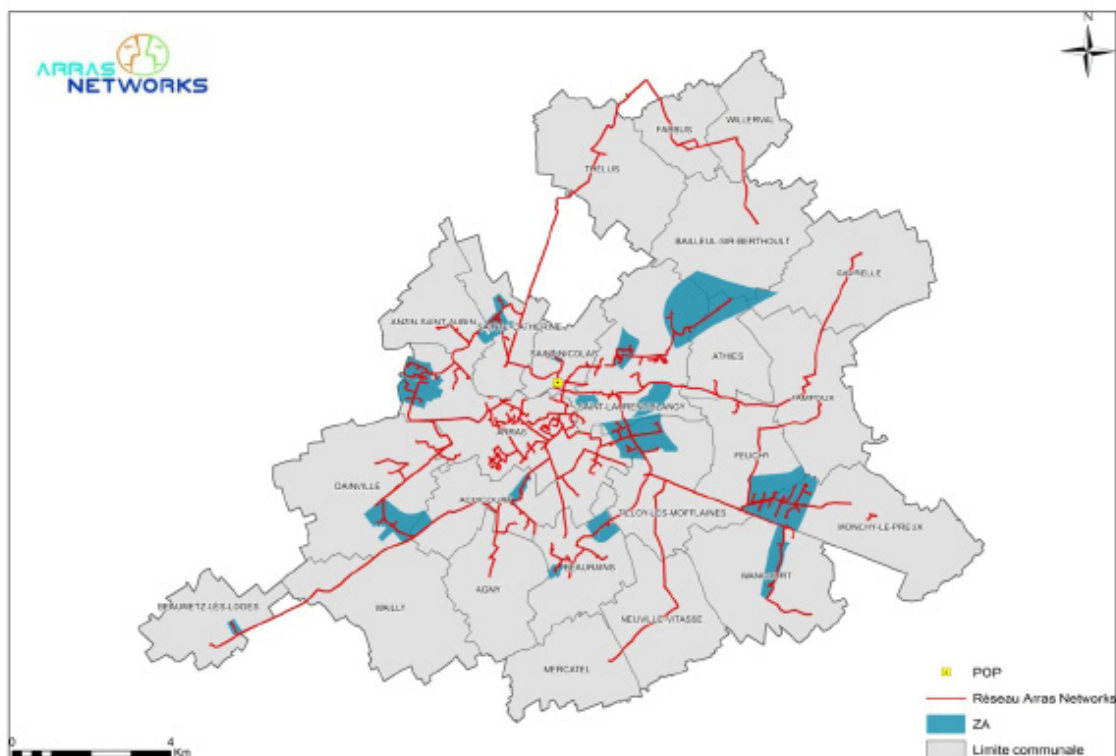 N
ARRAS
NETWORKS
WILLERVAL
FARBUS
THELUS
BAILLEUL-SIR-BERTHOULT
GAVRELLE
ANZIN-SAINT-AUBIN
SAINTE-CATHERINE
SAINT-NICOLAS
ATHIES
SAINT-LAURENT-BLANGY
FAMPOUX
ARRAS
FEUCHY
DAINVILLE
ACHICOURT
TILLOY-LES-MOFFLAINES
MONCHY-LE-PREUX
BEAURAINS
WANCOURT
AGNY
BEAUMETZ-LÈS-LOGES
WAILLY
NEUVILLE-VITASSE
MERCATEL
POP
Réseau Arras Networks
ZA
Limite communale
0 4
Km